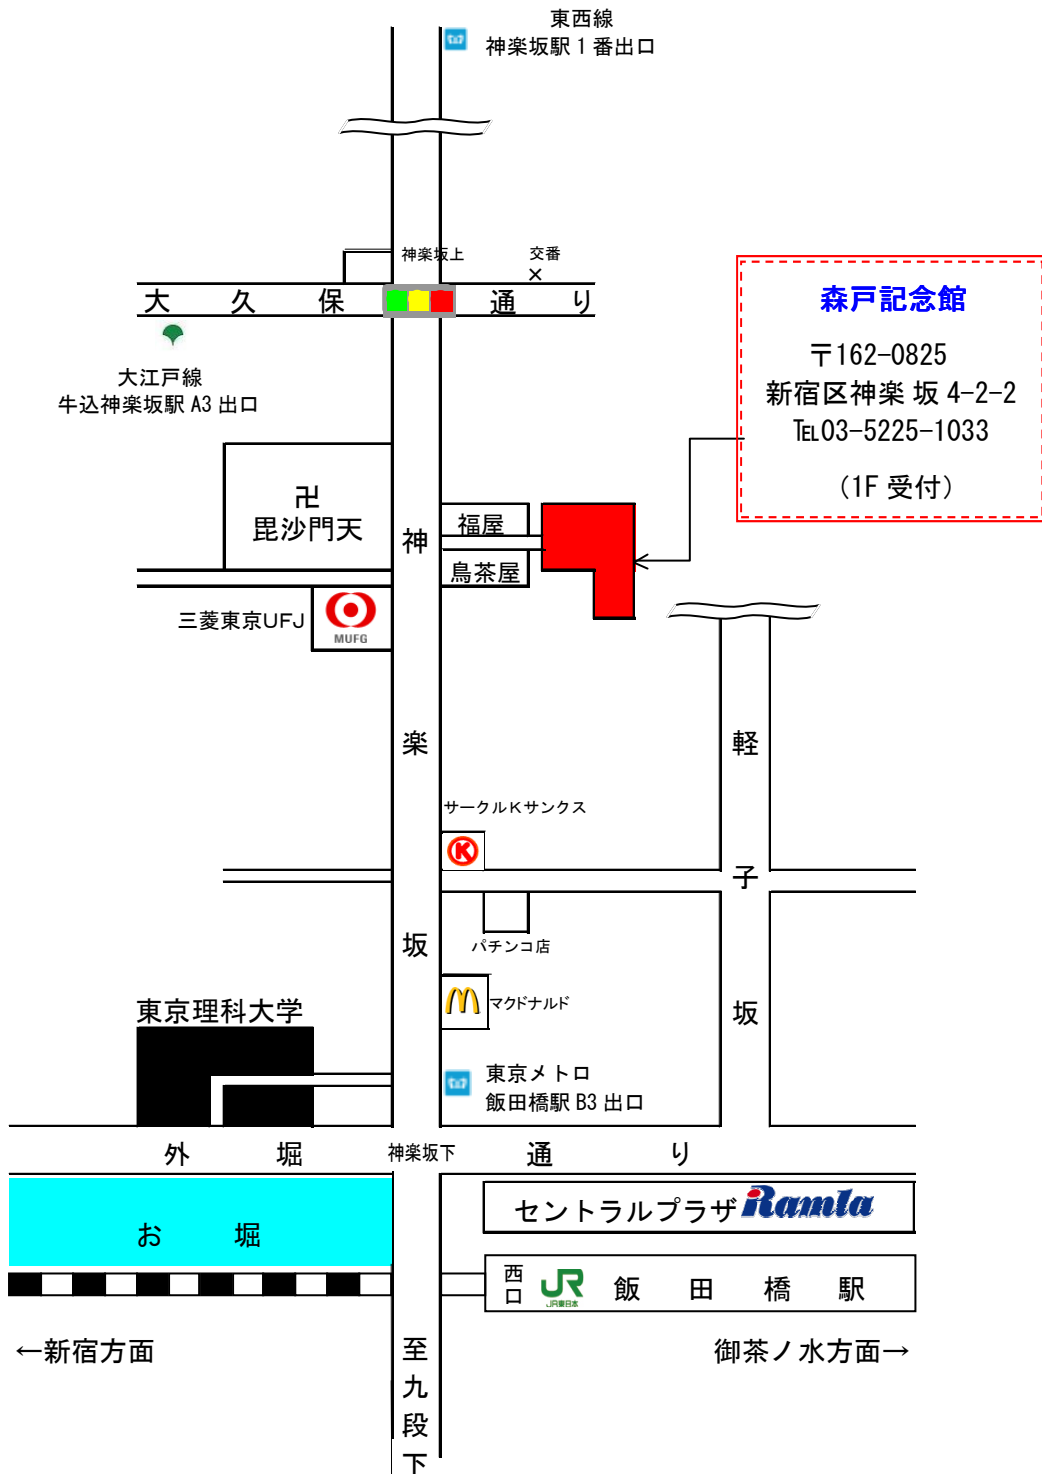 東西線
神楽坂駅 1 番出口
神楽坂上
交番
×
大久保通り
森戸記念館
〒162-0825
新宿区神楽 坂 4-2-2
℡03-5225-1033
(1F 受付)
大江戸線
牛込神楽坂駅 A3 出口
卍
毘沙門天
福屋
鳥茶屋
三菱東京UFJ
MUFG
神楽坂
軽子坂
サークルKサンクス
K
パチンコ店
マクドナルド
東京理科大学
東京メトロ
飯田橋駅 B3 出口
外堀通り
神楽坂下
セントラルプラザ Ramla
お堀
西口
JR
JR東日本
飯田橋駅
←新宿方面
御茶ノ水方面→
至九段下